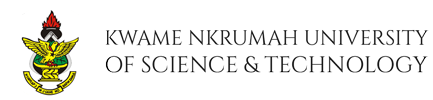 KWAME NKRUMAH UNIVERSITY
OF SCIENCE & TECHNOLOGY